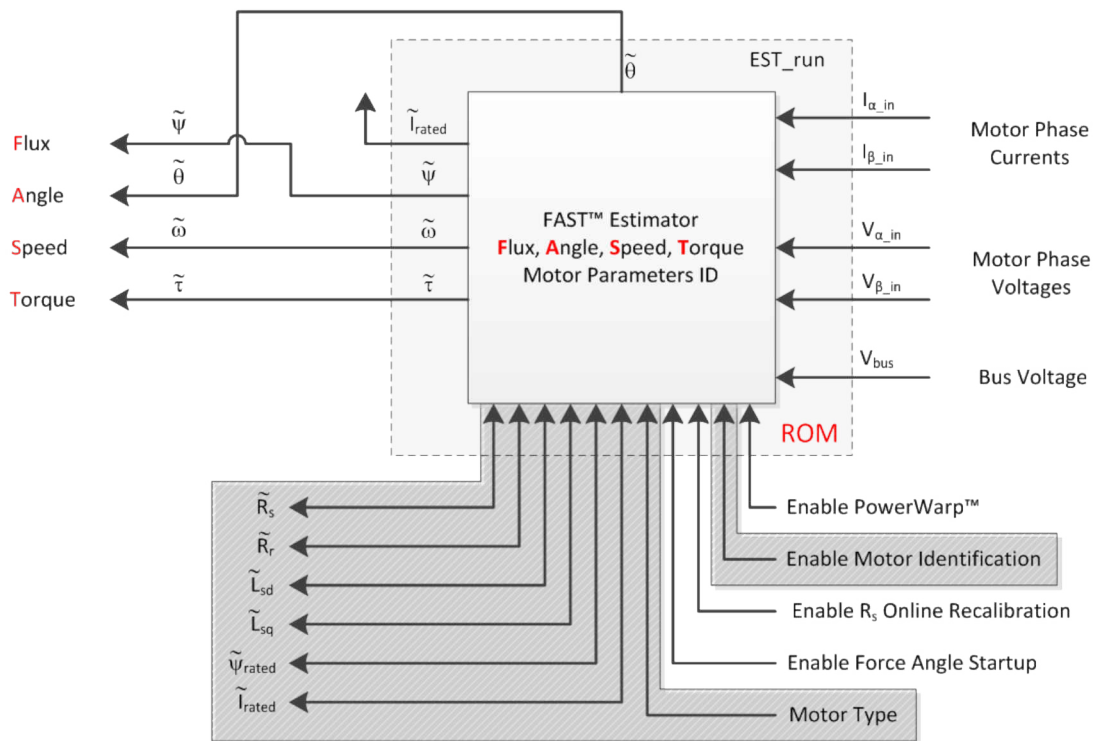 EST_run
θ̃
Ĩrated
ψ̃
ψ̃
Flux
θ̃
Angle
ω̃
ω̃
Speed
τ̃
τ̃
Torque
FAST™ Estimator
Flux, Angle, Speed, Torque
Motor Parameters ID
Iα_in
Iβ_in
Motor Phase
Currents
Vα_in
Vβ_in
Motor Phase
Voltages
Vbus
Bus Voltage
ROM
R̃s
R̃r
L̃sd
L̃sq
ψ̃rated
Ĩrated
Enable PowerWarp™
Enable Motor Identification
Enable Rs Online Recalibration
Enable Force Angle Startup
Motor Type